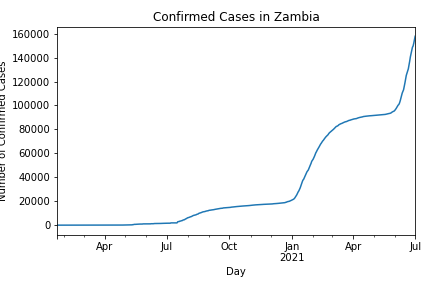 Confirmed Cases in Zambia
Number of Confirmed Cases
160000
140000
120000
100000
80000
60000
40000
20000
0
Apr
Jul
Oct
Jan
2021
Apr
Jul
Day